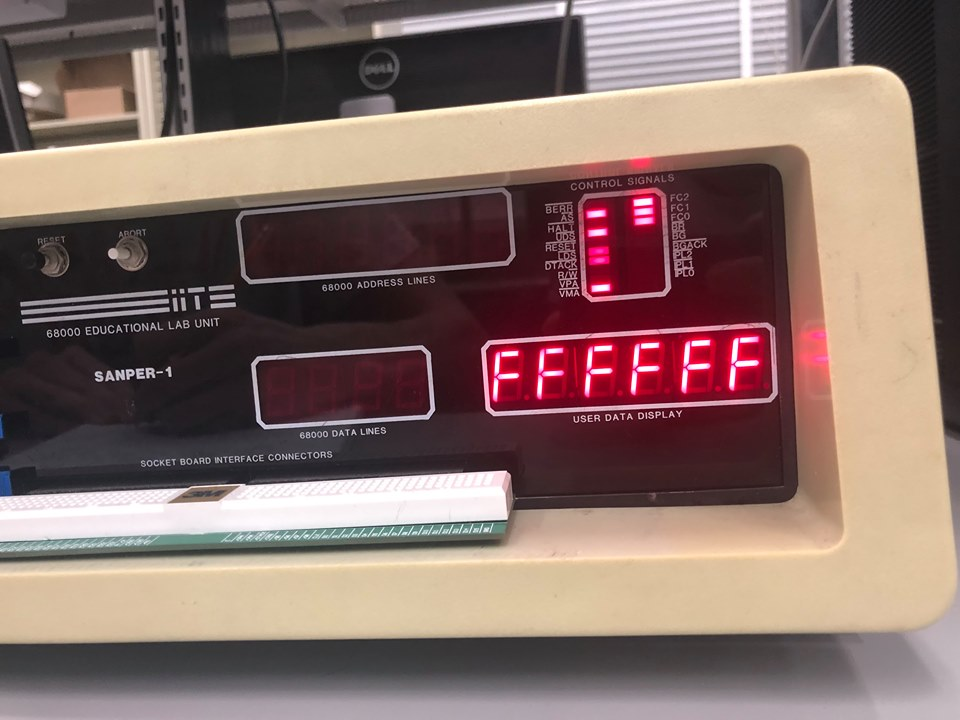 DELL
CONTROL SIGNALS
BERR
AS
HALT
UDS
RESET
LDS
DTACK
R/W
VPA
VMA
FC2
FC1
FC0
BR
BG
BGACK
IPL2
IPL1
IPL0
RESET
ABORT
68000 ADDRESS LINES
iiTE
68000 EDUCATIONAL LAB UNIT
SANPER-1
FFFFFF
USER DATA DISPLAY
68000 DATA LINES
SOCKET BOARD INTERFACE CONNECTORS
3M